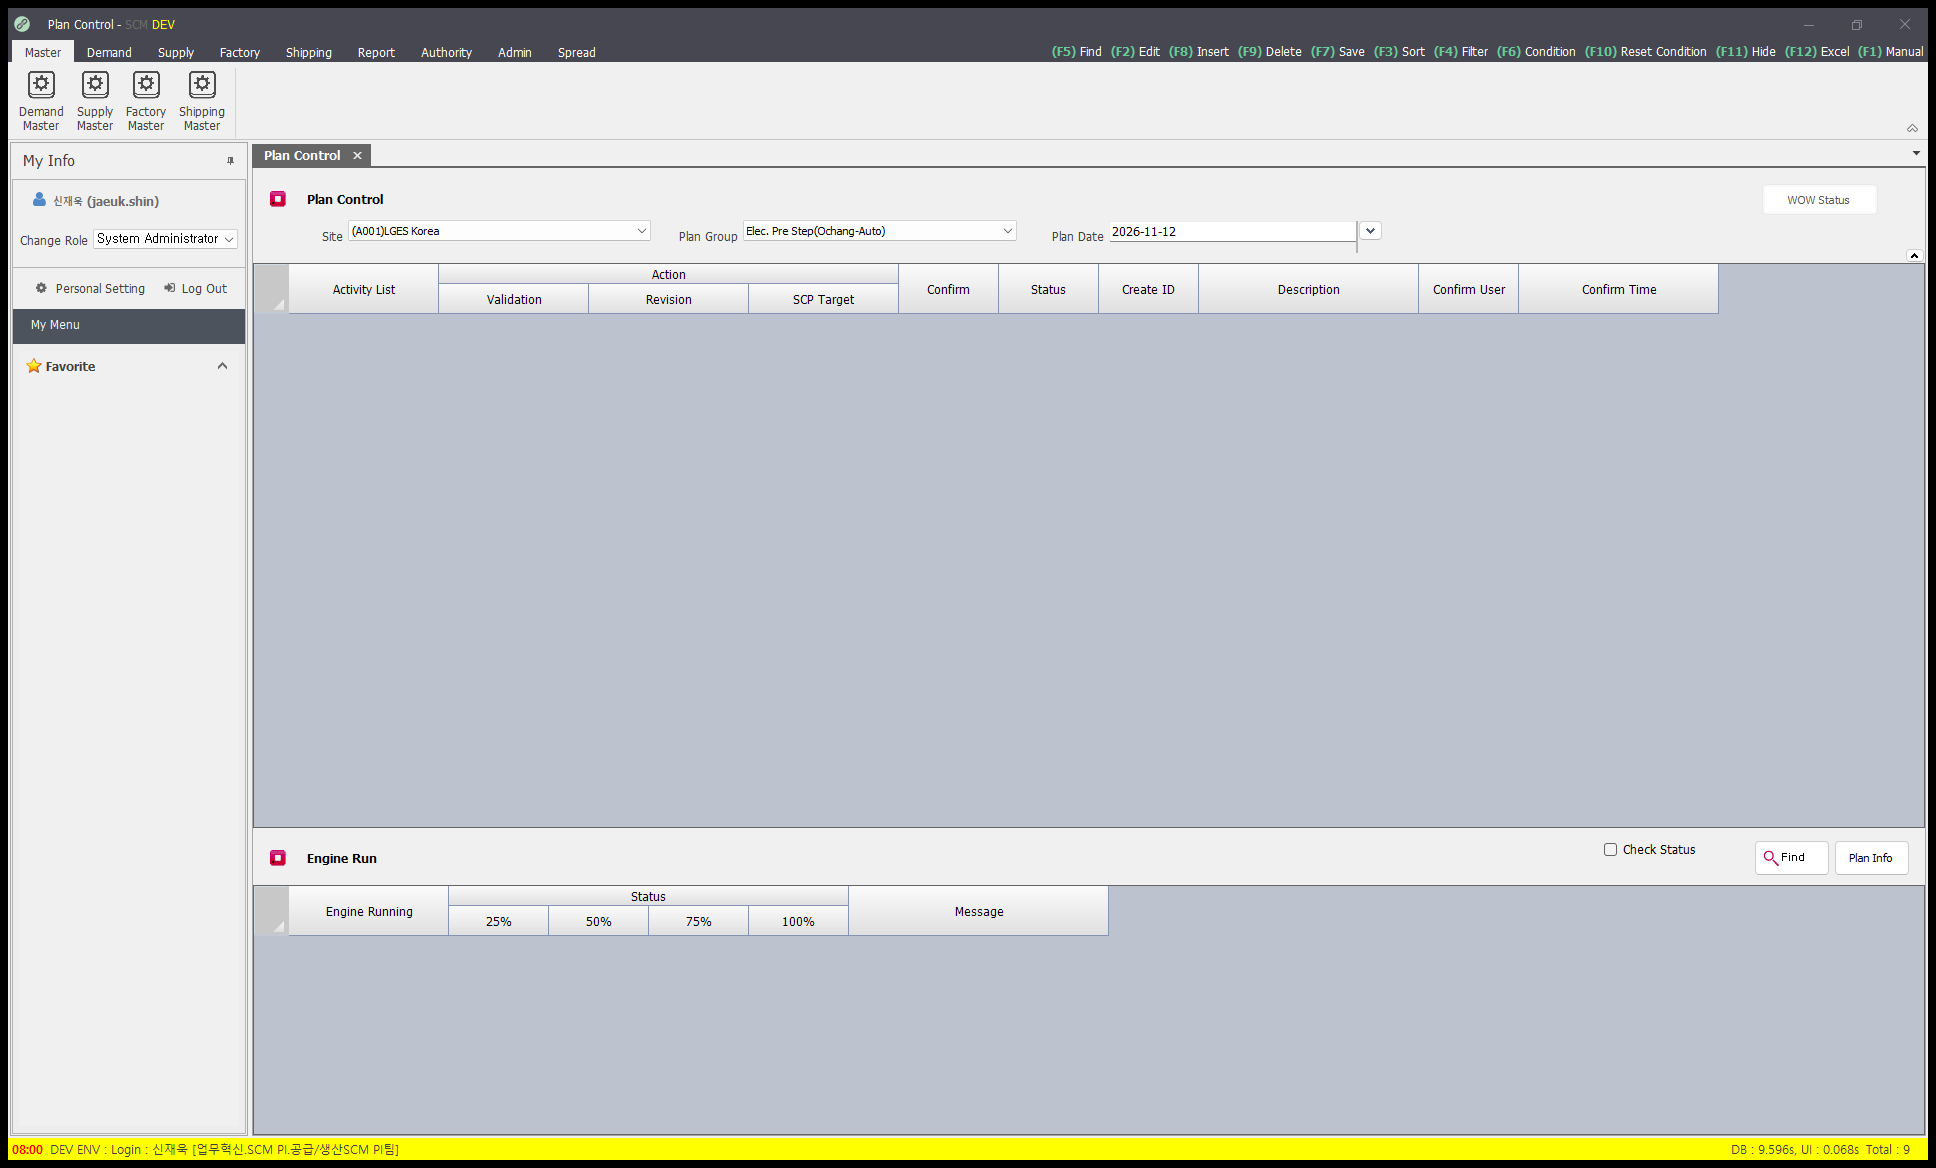 Plan Control - SCM DEV
Master Demand Supply Factory Shipping Report Authority Admin Spread
(F5) Find (F2) Edit (F8) Insert (F9) Delete (F7) Save (F3) Sort (F4) Filter (F6) Condition (F10) Reset Condition (F11) Hide (F12) Excel (F1) Manual
Demand Master
Supply Master
Factory Master
Shipping Master
My Info
신재욱 (jaeuk.shin)
Change Role System Administrator
Personal Setting Log Out
My Menu
Favorite
Plan Control
Plan Control
WOW Status
Site (A001)LGES Korea Plan Group Elec. Pre Step(Ochang-Auto) Plan Date 2026-11-12
Activity List Action Confirm Status Create ID Description Confirm User Confirm Time
Validation Revision SCP Target
Engine Run
Check Status Find Plan Info
Engine Running Status Message
25% 50% 75% 100%
08:00 DEV ENV : Login : 신재욱 [업무혁신.SCM PI.공급/생산SCM PI팀]
DB : 9.596s, UI : 0.068s Total : 9